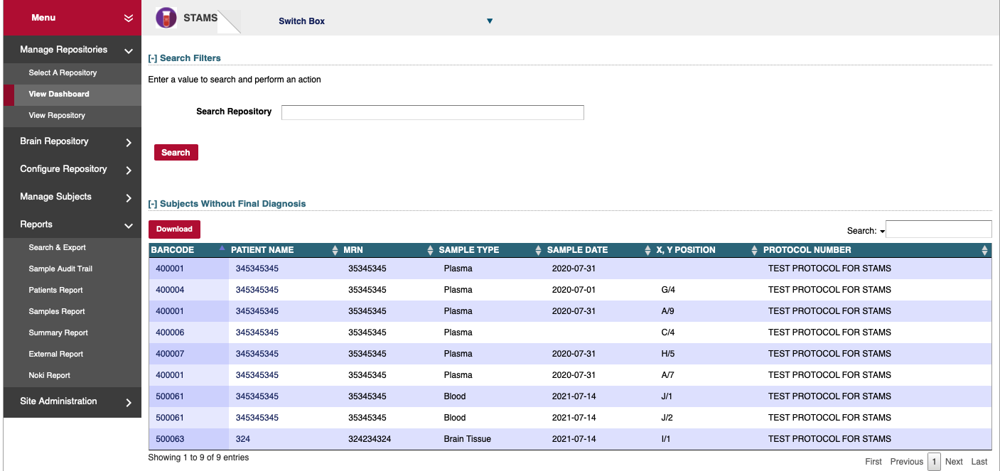 Menu
STAMS
Switch Box
Manage Repositories
Select A Repository
View Dashboard
View Repository
Brain Repository
Configure Repository
Manage Subjects
Reports
Search & Export
Sample Audit Trail
Patients Report
Samples Report
Summary Report
External Report
Noki Report
Site Administration
[-] Search Filters
Enter a value to search and perform an action
Search Repository
Search
[-] Subjects Without Final Diagnosis
Download
Search:
BARCODE PATIENT NAME MRN SAMPLE TYPE SAMPLE DATE X, Y POSITION PROTOCOL NUMBER
400001 345345345 35345345 Plasma 2020-07-31 TEST PROTOCOL FOR STAMS
400004 345345345 35345345 Plasma 2020-07-01 G/4 TEST PROTOCOL FOR STAMS
400001 345345345 35345345 Plasma 2020-07-31 A/9 TEST PROTOCOL FOR STAMS
400006 345345345 35345345 Plasma C/4 TEST PROTOCOL FOR STAMS
400007 345345345 35345345 Plasma 2020-07-31 H/5 TEST PROTOCOL FOR STAMS
400001 345345345 35345345 Plasma 2020-07-31 A/7 TEST PROTOCOL FOR STAMS
500061 345345345 35345345 Blood 2021-07-14 J/1 TEST PROTOCOL FOR STAMS
500061 345345345 35345345 Blood 2021-07-14 J/2 TEST PROTOCOL FOR STAMS
500063 324 324234324 Brain Tissue 2021-07-14 I/1 TEST PROTOCOL FOR STAMS
Showing 1 to 9 of 9 entries
First Previous 1 Next Last